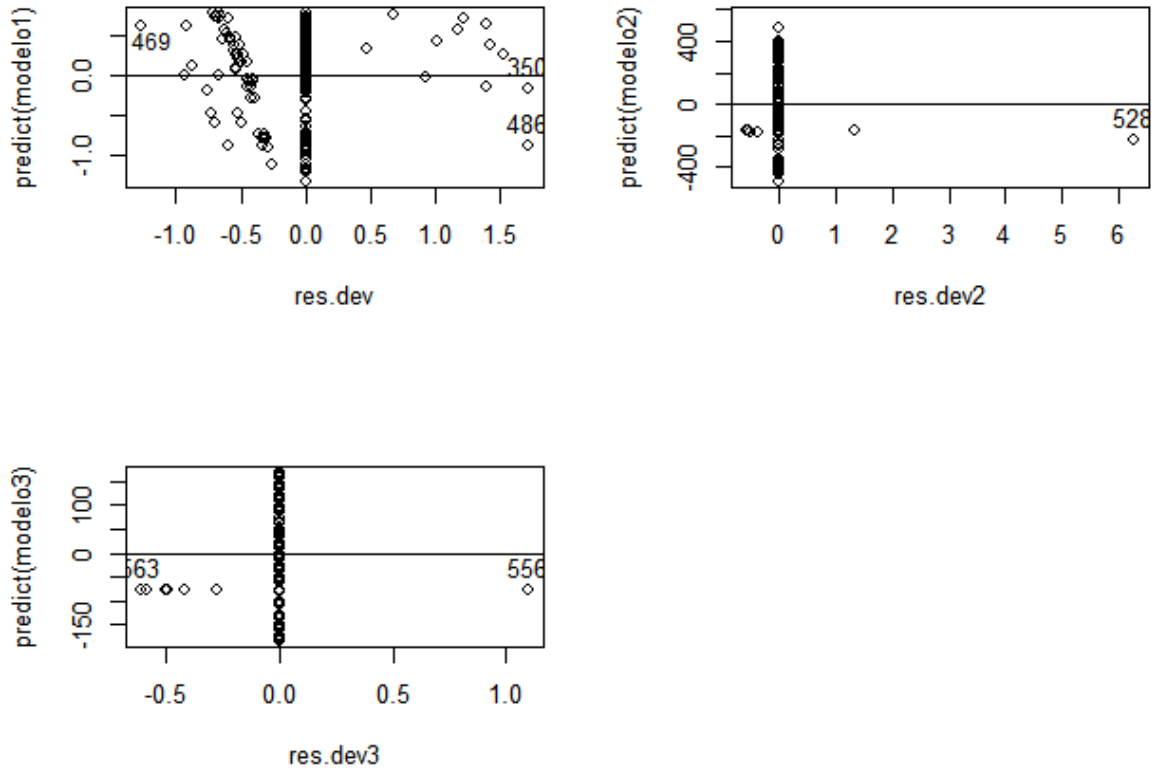 predict(modelo1)
0.0
-1.0
469
350
486
-1.0 -0.5 0.0 0.5 1.0 1.5
res.dev
predict(modelo2)
400
0
-400
528
0 1 2 3 4 5 6
res.dev2
predict(modelo3)
100
0
-150
563
556
-0.5 0.0 0.5 1.0
res.dev3